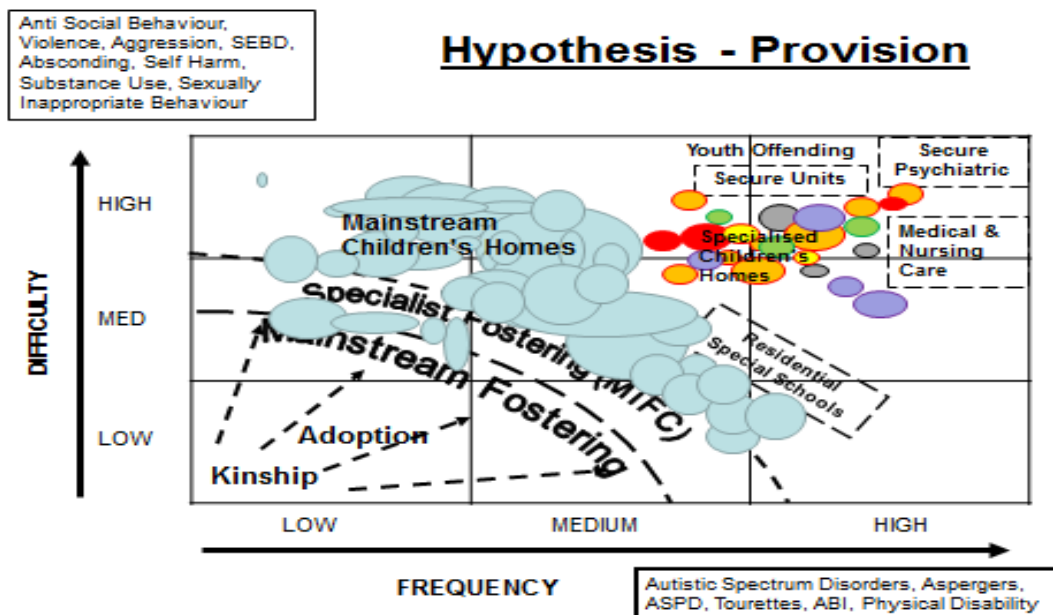 Anti Social Behaviour,
Violence, Aggression, SEBD,
Absconding, Self Harm,
Substance Use, Sexually
Inappropriate Behaviour
Hypothesis - Provision
Youth Offending
Secure Units
Secure
Psychiatric
HIGH
Mainstream
Children's Homes
Specialised
Children's
Homes
Medical &
Nursing
Care
DIFFICULTY
MED
Specialist Fostering (MTFC)
Mainstream Fostering
Residential
Special Schools
LOW
Adoption
Kinship
LOW
MEDIUM
HIGH
FREQUENCY
Autistic Spectrum Disorders, Aspergers,
ASPD, Tourettes, ABI, Physical Disability